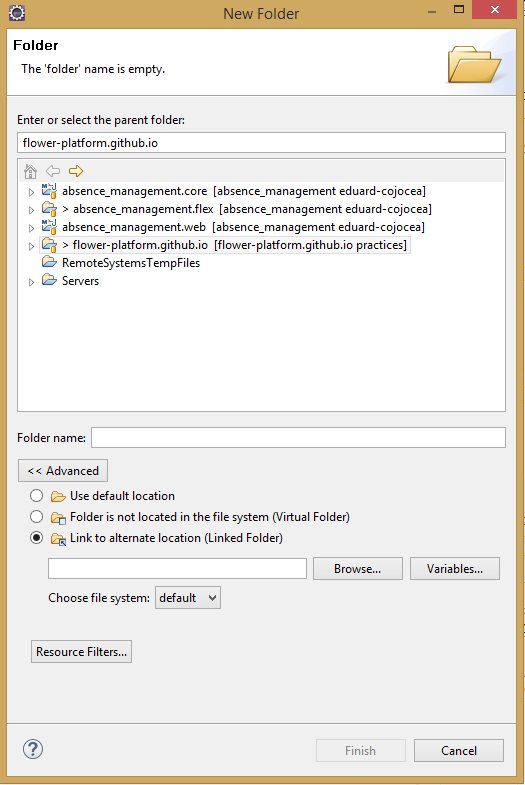 New Folder
Folder
The 'folder' name is empty.
Enter or select the parent folder:
flower-platform.github.io
absence_management.core [absence_management eduard-cojocea]
> absence_management.flex [absence_management eduard-cojocea]
absence_management.web [absence_management eduard-cojocea]
> flower-platform.github.io [flower-platform.github.io practices]
RemoteSystemsTempFiles
Servers
Folder name:
<< Advanced
Use default location
Folder is not located in the file system (Virtual Folder)
Link to alternate location (Linked Folder)
Browse... Variables...
Choose file system: default
Resource Filters...
? Finish Cancel